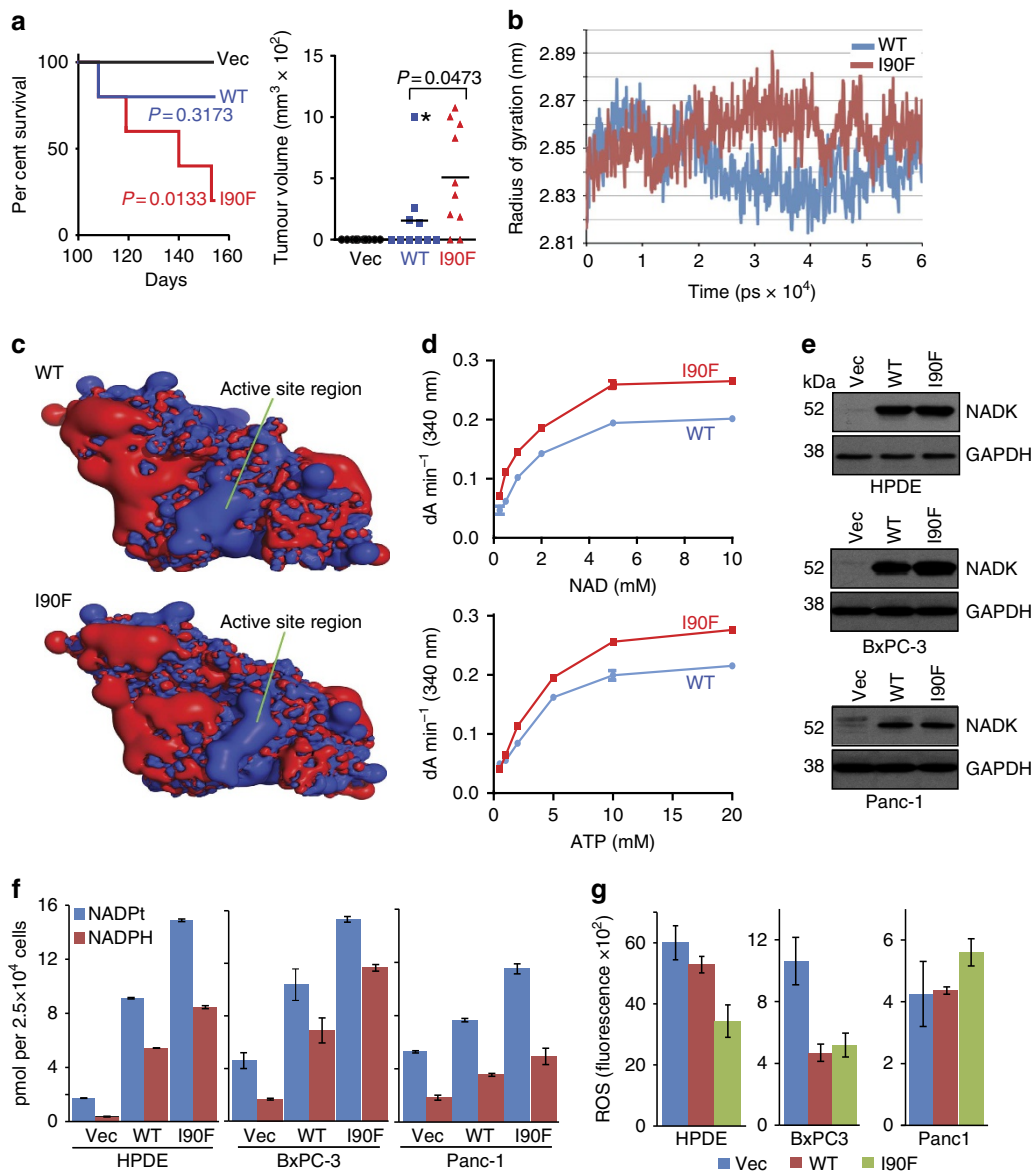 a
Per cent survival
100
50
0
100
120
140
160
Days
Vec
WT
P = 0.3173
P = 0.0133
I90F
Tumour volume (mm³ × 10²)
15
10
5
0
P = 0.0473
*
Vec
WT
I90F
b
Radius of gyration (nm)
2.89
2.87
2.85
2.83
2.81
WT
I90F
0
1
2
3
4
5
6
Time (ps × 10⁴)
c
WT
Active site region
I90F
Active site region
d
dA min⁻¹ (340 nm)
0.3
0.2
0.1
0.0
I90F
WT
0
2
4
6
8
10
NAD (mM)
dA min⁻¹ (340 nm)
0.3
0.2
0.1
0.0
I90F
WT
0
5
10
15
20
ATP (mM)
e
kDa
Vec
WT
I90F
52
NADK
38
GAPDH
HPDE
Vec
WT
I90F
52
NADK
38
GAPDH
BxPC-3
Vec
WT
I90F
52
NADK
38
GAPDH
Panc-1
f
pmol per 2.5×10⁴ cells
16
12
8
4
0
NADPt
NADPH
Vec WT I90F
HPDE
Vec WT I90F
BxPC-3
Vec WT I90F
Panc-1
g
ROS (fluorescence ×10²)
60
40
20
0
HPDE
12
8
4
0
BxPC3
6
4
2
0
Panc1
Vec
WT
I90F